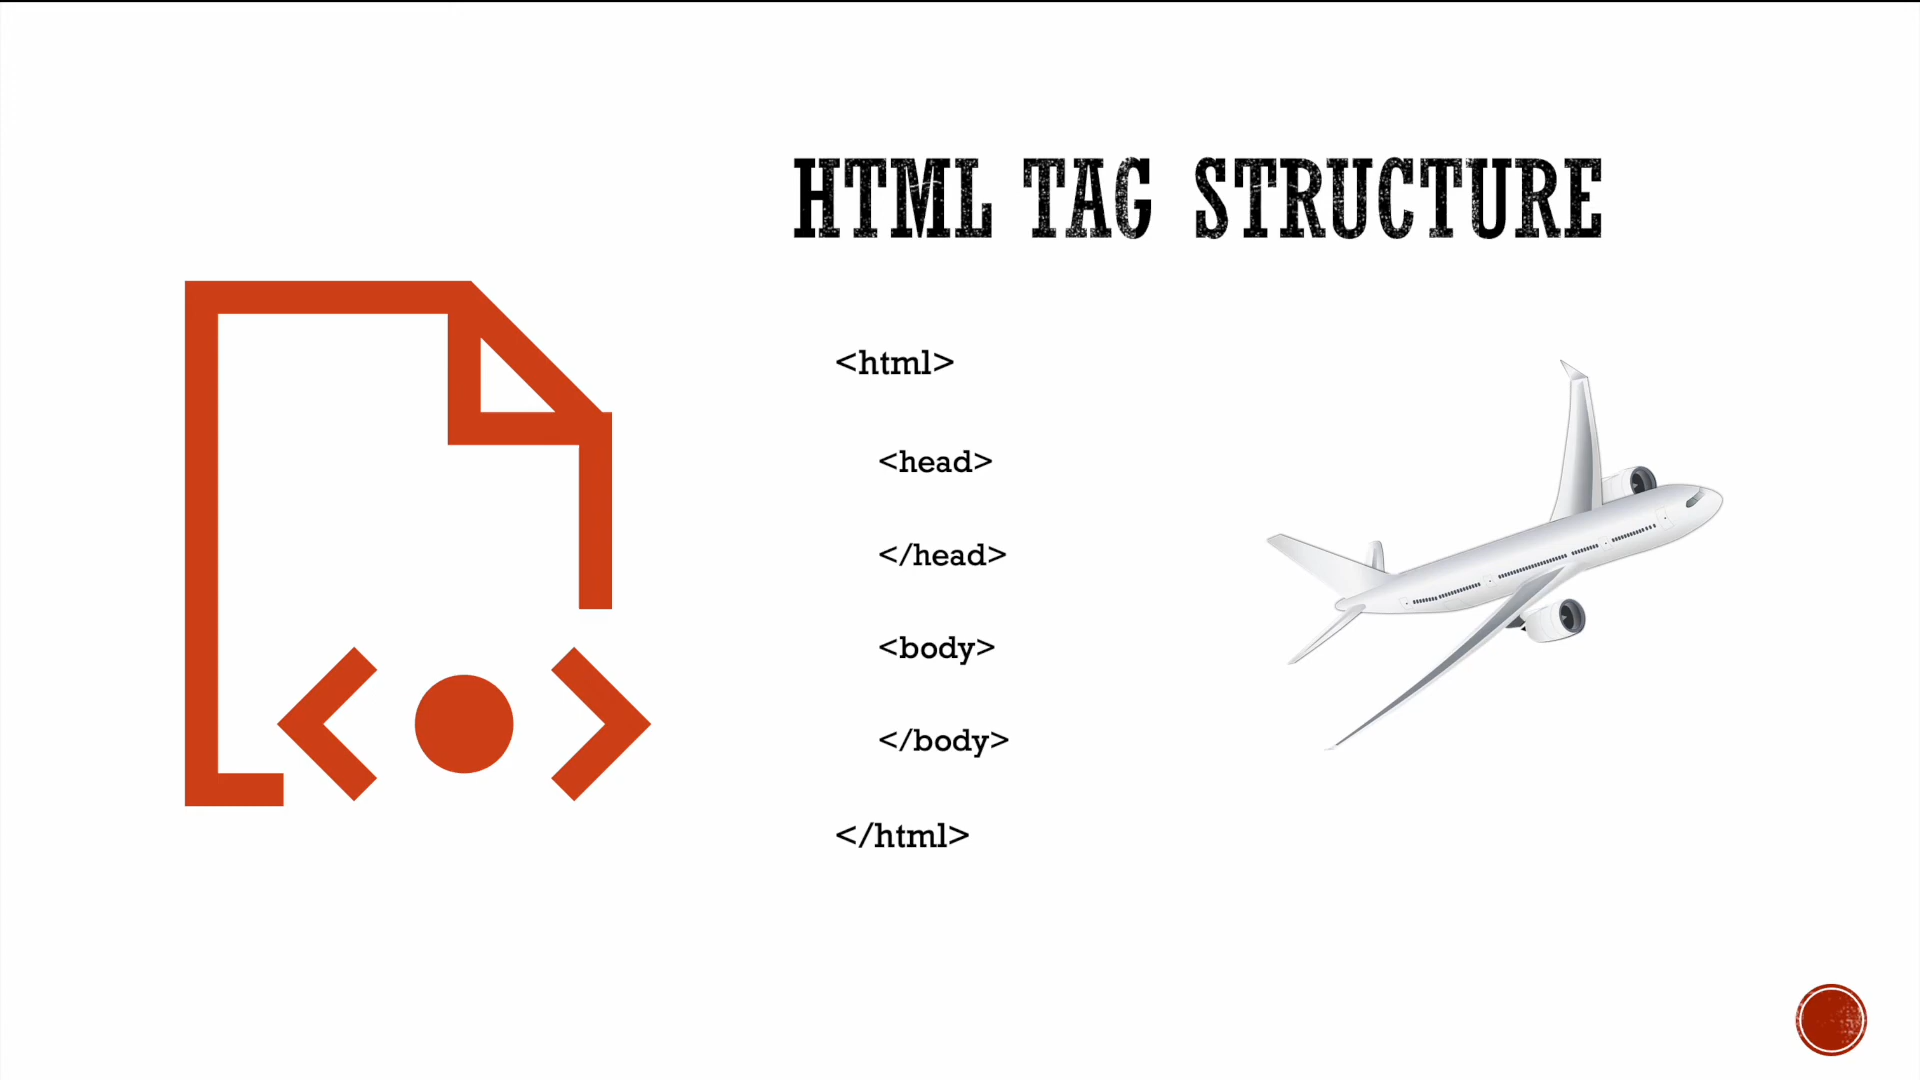 HTML TAG STRUCTURE
<html>
<head>
</head>
<body>
</body>
</html>